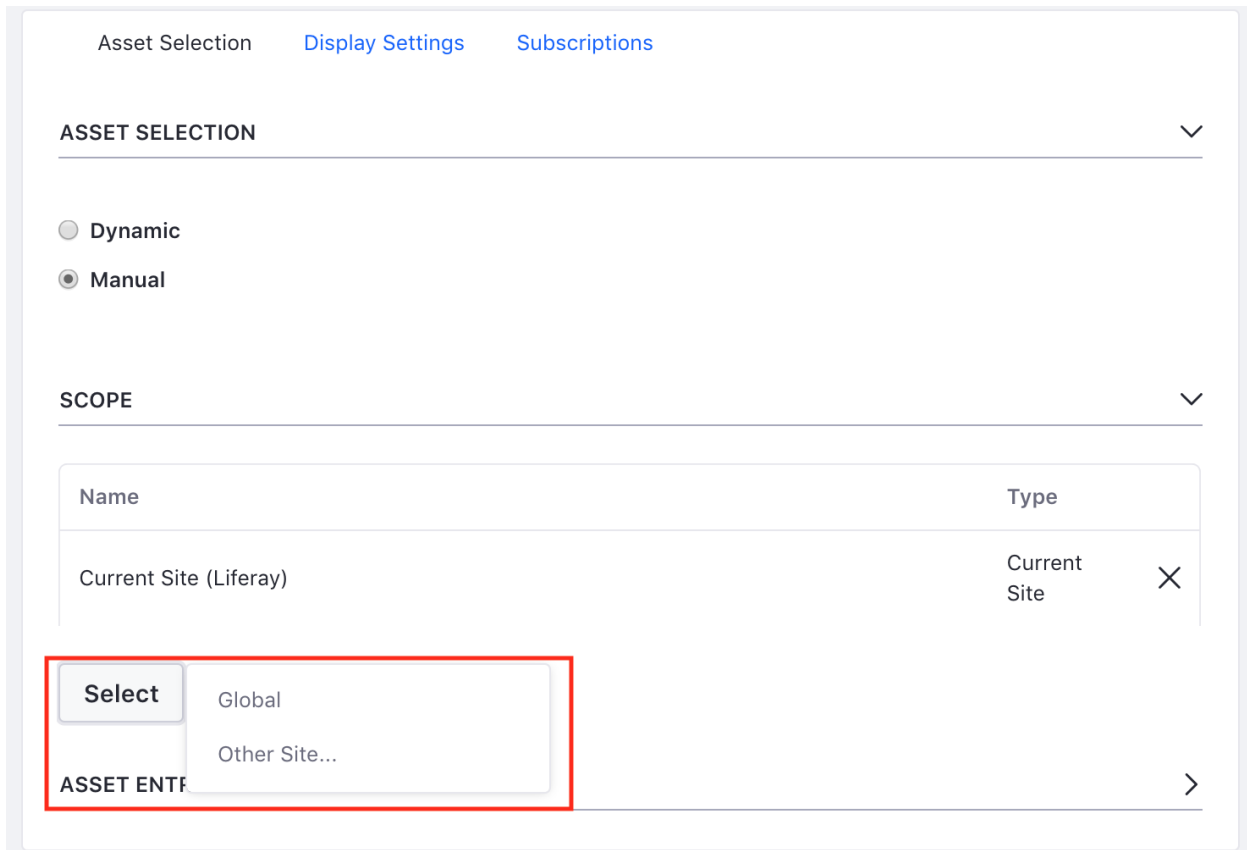 Asset Selection Display Settings Subscriptions
ASSET SELECTION
Dynamic
Manual
SCOPE
Name Type
Current Site (Liferay) Current
Site
Select Global
Other Site...
ASSET ENTR